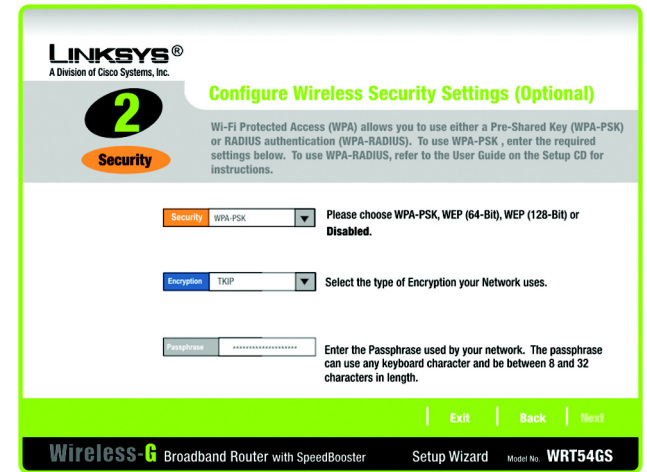 LINKSYS®
A Division of Cisco Systems, Inc.
2
Security
Configure Wireless Security Settings (Optional)
Wi-Fi Protected Access (WPA) allows you to use either a Pre-Shared Key (WPA-PSK)
or RADIUS authentication (WPA-RADIUS). To use WPA-PSK , enter the required
settings below. To use WPA-RADIUS, refer to the User Guide on the Setup CD for
instructions.
Security WPA-PSK
Please choose WPA-PSK, WEP (64-Bit), WEP (128-Bit) or
Disabled.
Encryption TKIP
Select the type of Encryption your Network uses.
Passphrase ********************
Enter the Passphrase used by your network. The passphrase
can use any keyboard character and be between 8 and 32
characters in length.
Exit Back Next
Wireless-G Broadband Router with SpeedBooster Setup Wizard Model No. WRT54GS